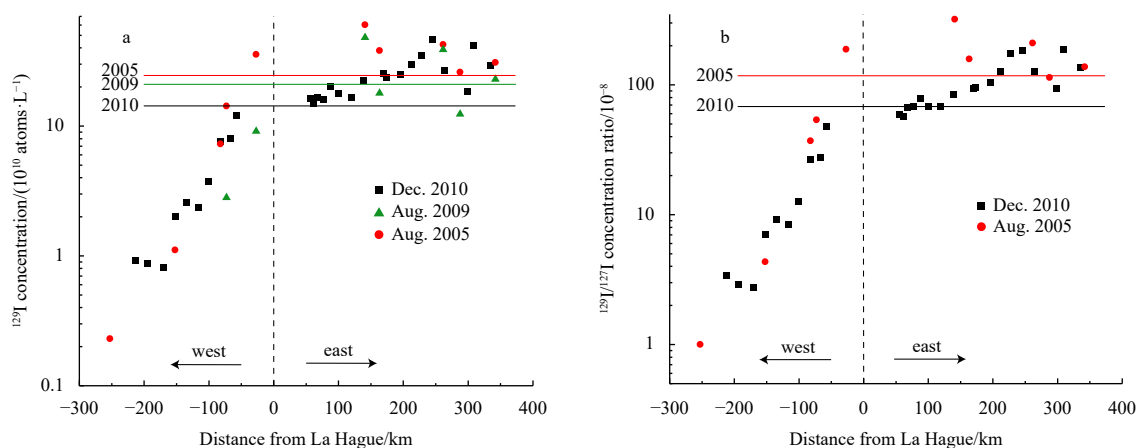 a
2005
2009
2010
10
1
0.1
¹²⁹I concentration/(10¹⁰ atoms·L⁻¹)
Dec. 2010
Aug. 2009
Aug. 2005
west
east
−300 −200 −100 0 100 200 300 400
Distance from La Hague/km
b
2005
2010
100
10
1
¹²⁹I/¹²⁷I concentration ratio/10⁻⁸
Dec. 2010
Aug. 2005
west
east
−300 −200 −100 0 100 200 300 400
Distance from La Hague/km